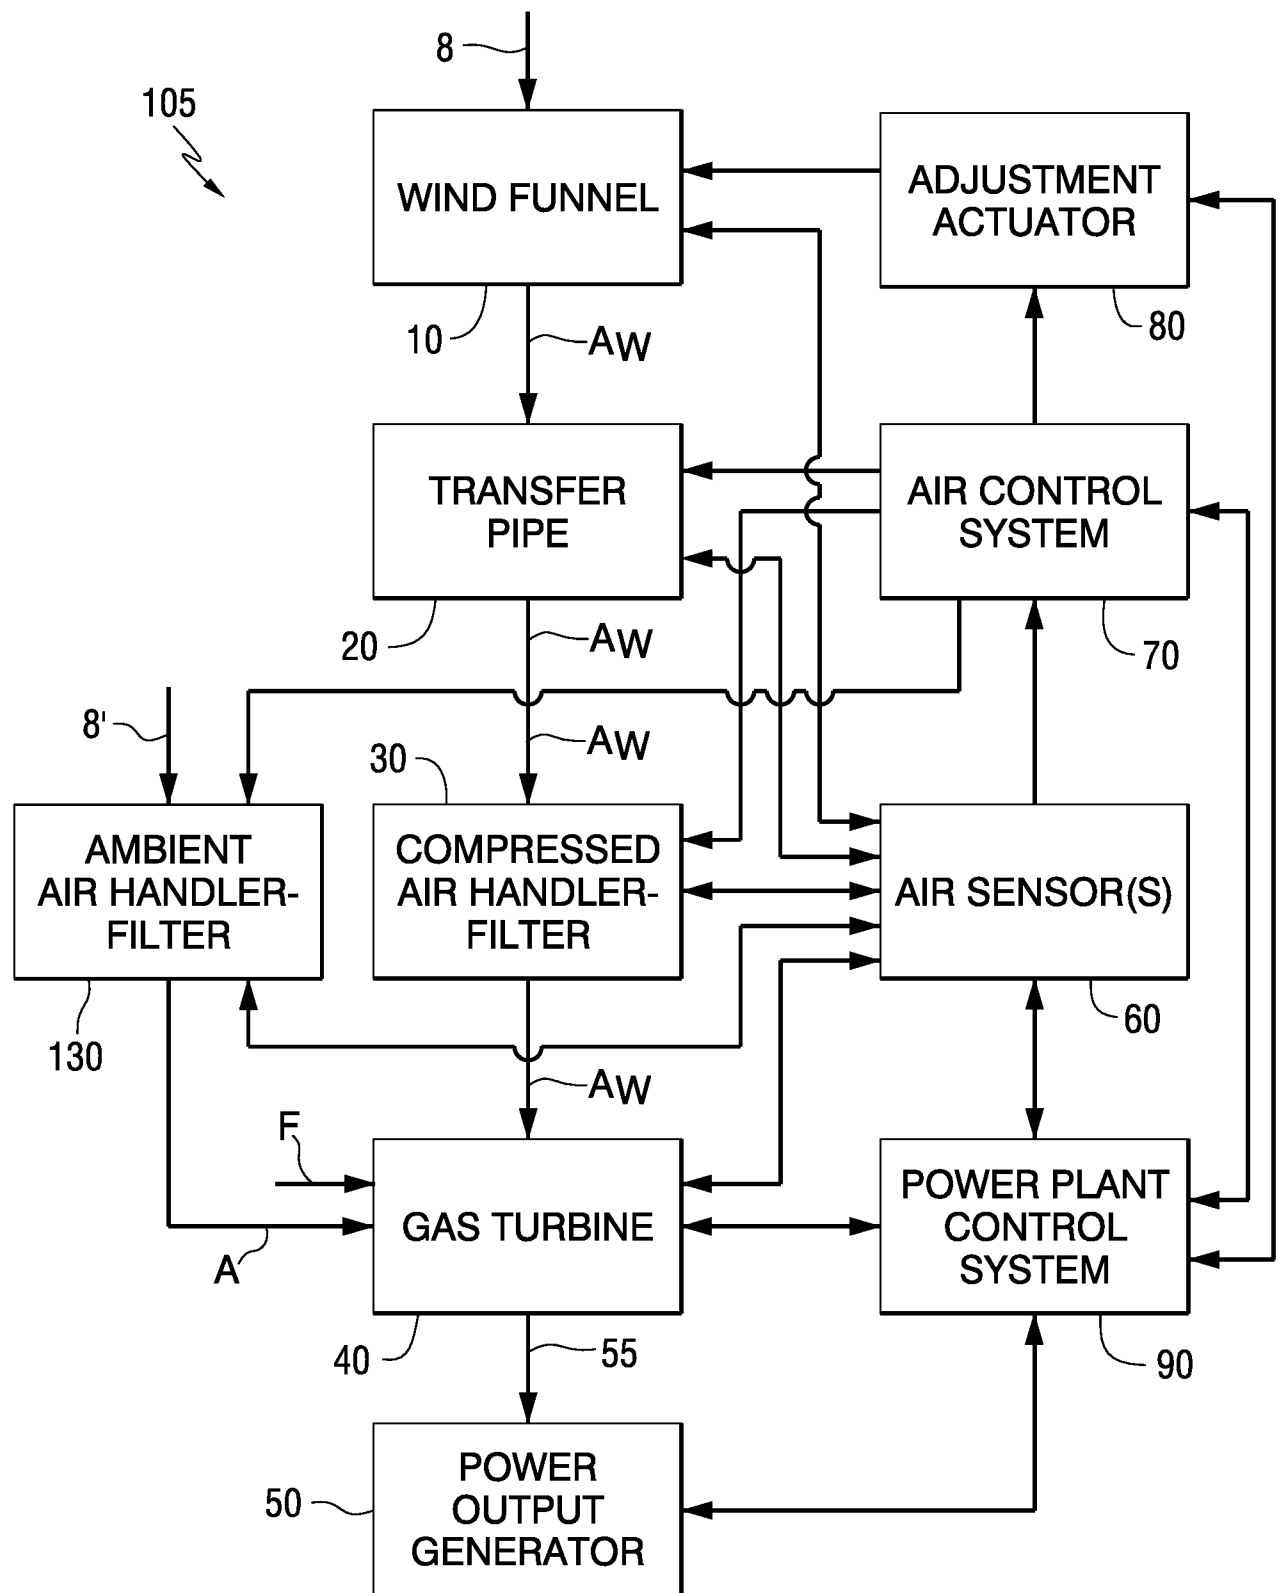 8
105
WIND FUNNEL
ADJUSTMENT
ACTUATOR
10
AW
80
TRANSFER
PIPE
AIR CONTROL
SYSTEM
20
AW
70
8'
AW
30
AMBIENT
AIR HANDLER-
FILTER
COMPRESSED
AIR HANDLER-
FILTER
AIR SENSOR(S)
130
60
AW
F
GAS TURBINE
POWER PLANT
CONTROL
SYSTEM
A
40
55
90
POWER
OUTPUT
GENERATOR
50